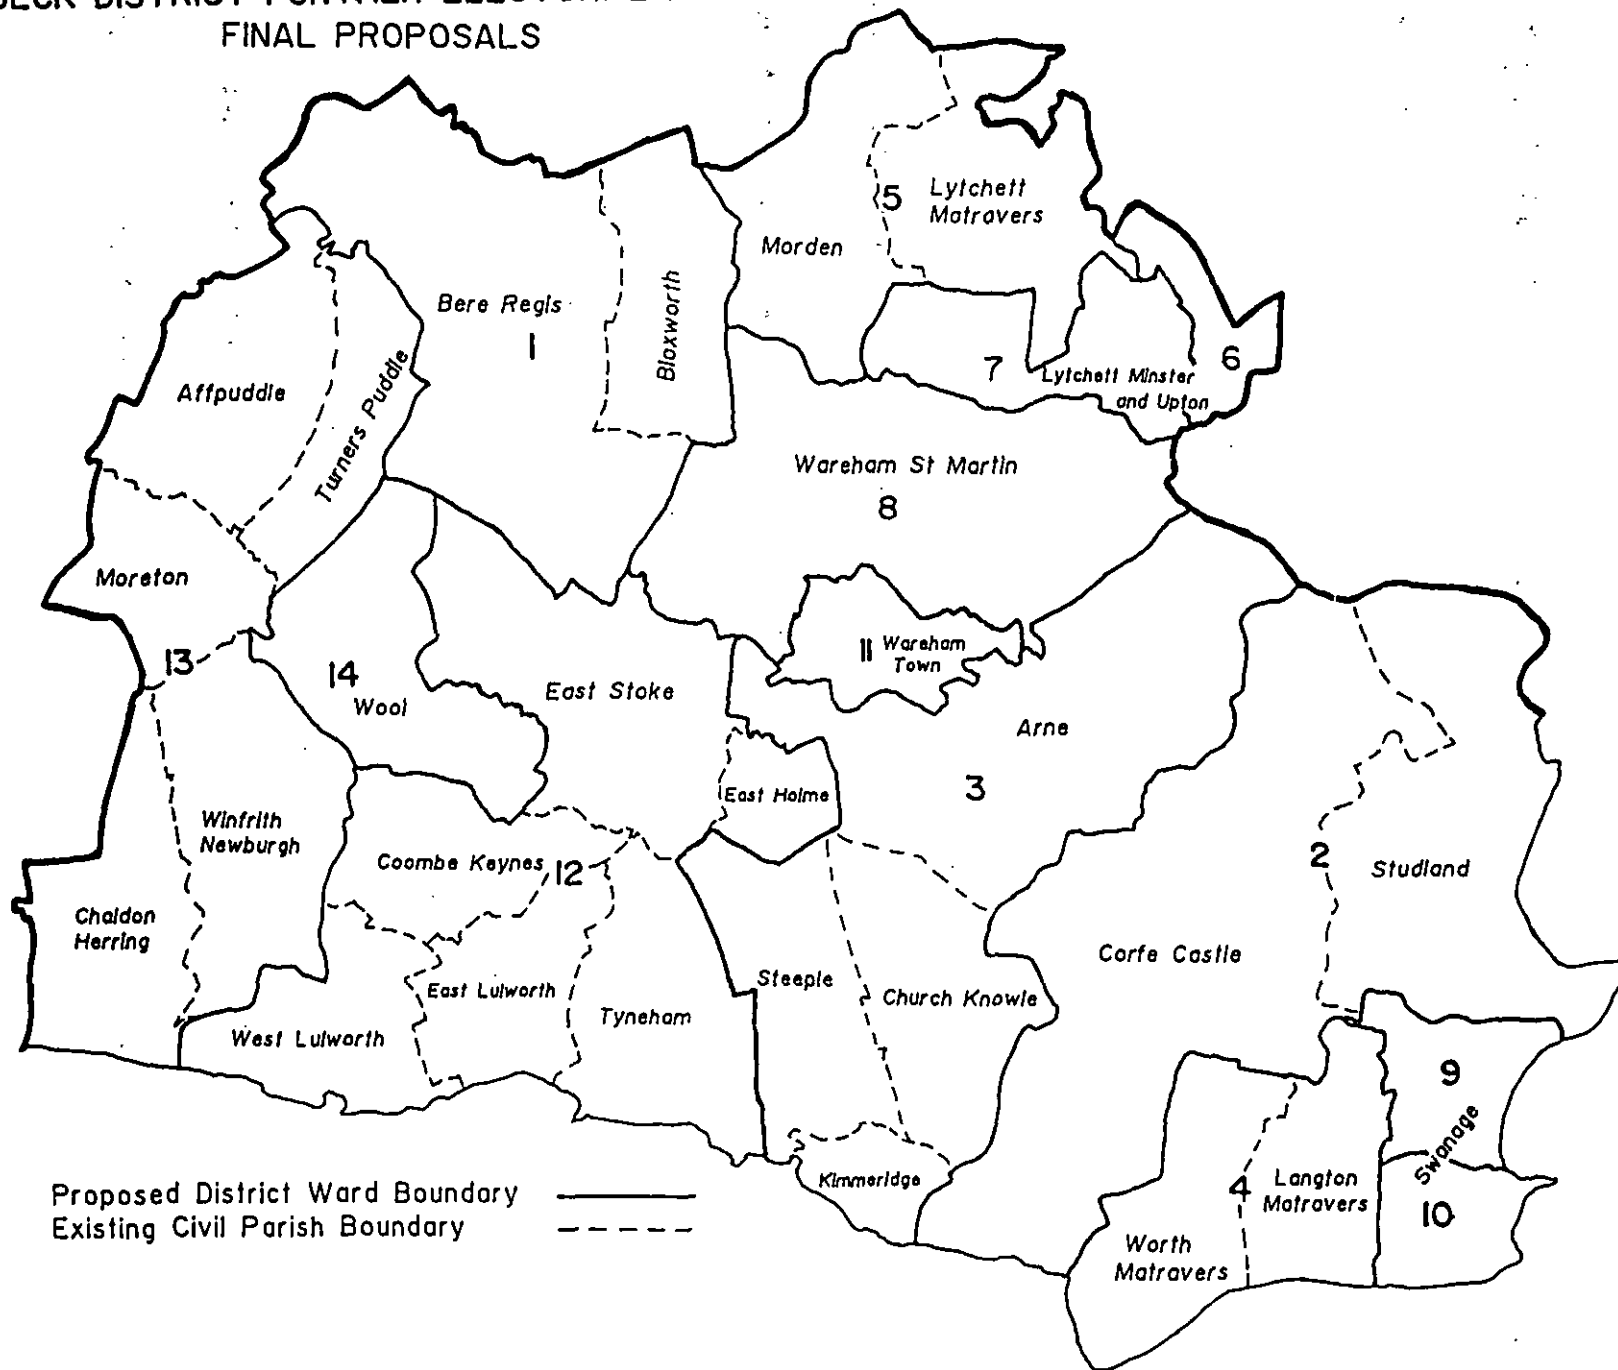 DISTRICT FURTHER
FINAL PROPOSALS
5
Lytchett
Matravers
Morden
Bere Regis
1
Bloxworth
6
7
Lytchett Minster
and Upton
Affpuddle
Turners Puddle
Wareham St Martin
8
Moreton
11 Wareham
Town
13
14
Wool
East Stoke
Arne
3
East Holme
Winfrith
Newburgh
Coombe Keynes
12
2
Studland
Chaldon
Herring
Corfe Castle
Steeple
East Lulworth
Church Knowle
Tyneham
West Lulworth
9
Swanage
Proposed District Ward Boundary
Existing Civil Parish Boundary
Kimmeridge
4
Langton
Matravers
10
Worth
Matravers